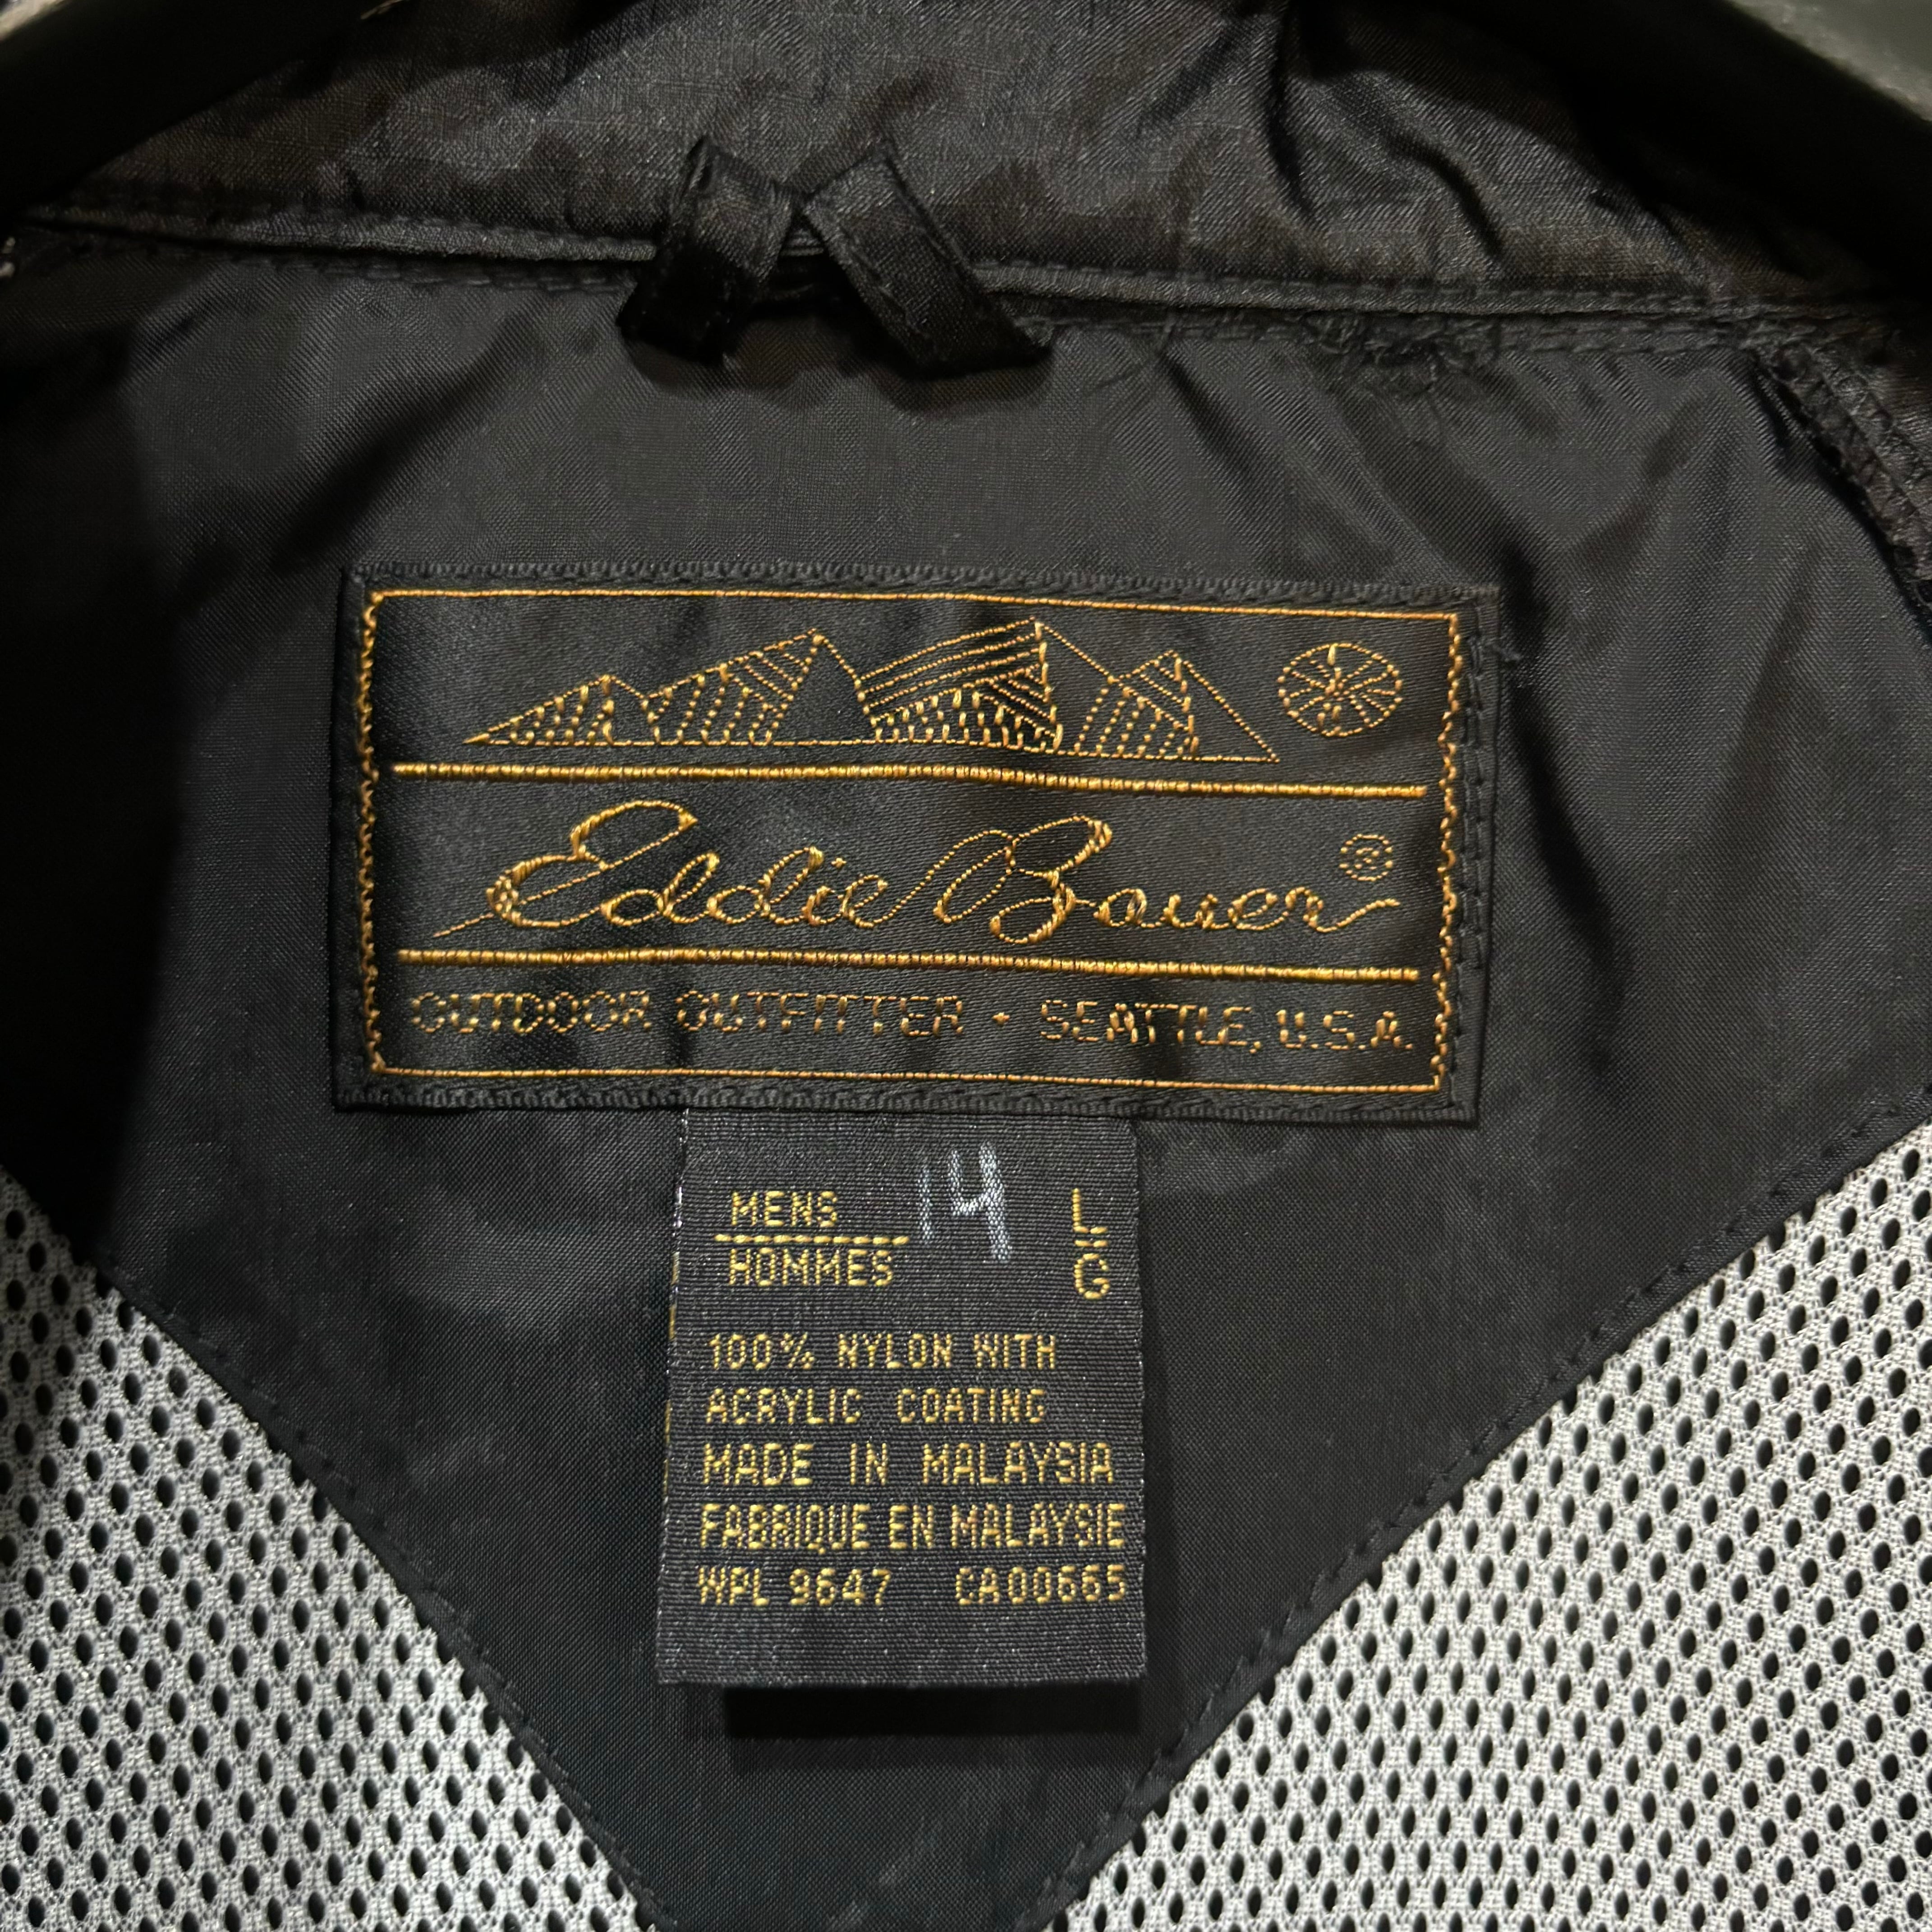 Eddie Bauer ®
OUTDOOR OUTFITTER • SEATTLE, U.S.A.
MENS 14 L
HOMMES G
100% NYLON WITH
ACRYLIC COATING
MADE IN MALAYSIA
FABRIQUE EN MALAYSIE
WPL 9647 CA00665